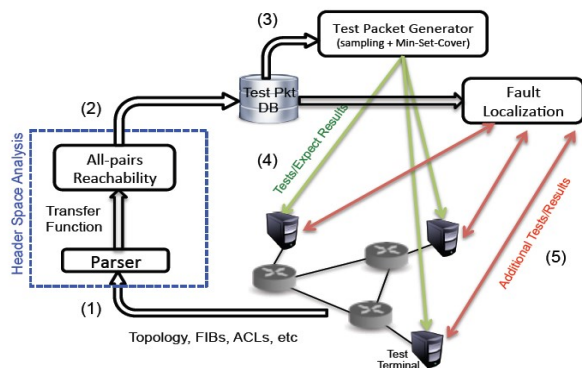 (3)
Test Packet Generator
(sampling + Min-Set-Cover)
(2)
Test Pkt
DB
Fault
Localization
Header Space Analysis
All-pairs
Reachability
(4)
Tests/Expect Results
Transfer
Function
Parser
Additional Tests/Results
(5)
(1)
Topology, FIBs, ACLs, etc
Test
Terminal